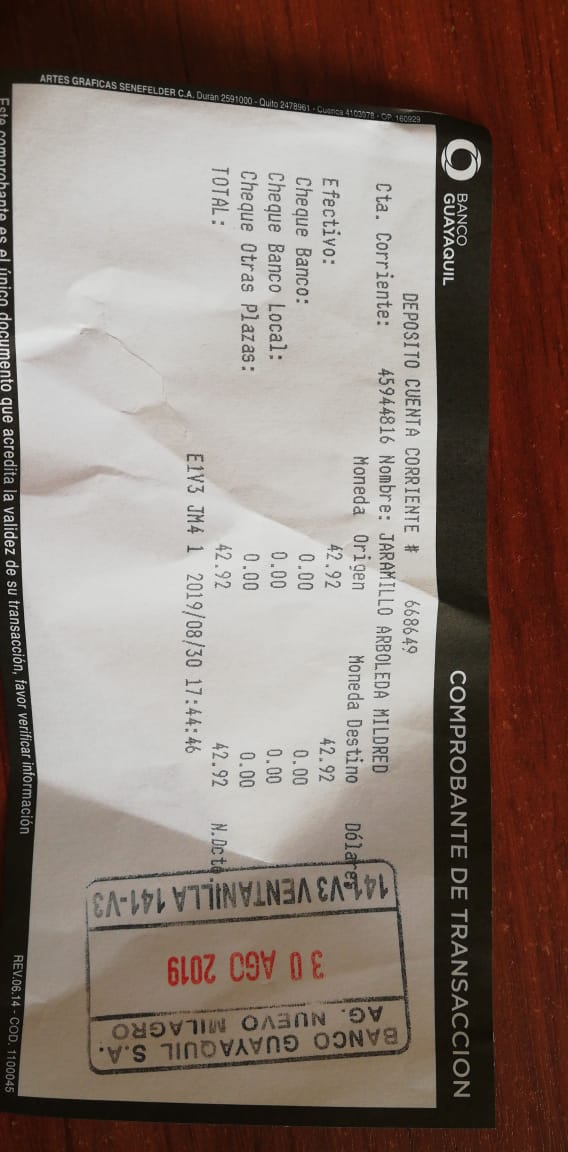 BANCO
GUAYAQUIL
COMPROBANTE DE TRANSACCION
DEPOSITO CUENTA CORRIENTE # 668649
Cta. Corriente: 45944816 Nombre: JARAMILLO ARBOLEDA MILDRED
Moneda Origen Moneda Destino Dólares
Efectivo: 42.92 42.92
Cheque Banco: 0.00 0.00
Cheque Banco Local: 0.00 0.00
Cheque Otras Plazas: 0.00 0.00
TOTAL: 42.92 42.92 N.Dcto.
E1V3 JM4 1 2019/08/30 17:44:46
BANCO GUAYAQUIL S.A.
AG. NUEVO MILAGRO
30 AGO 2019
141-V3 VENTANILLA 141-V3
Este comprobante es el único documento que acredita la validez de su transacción, favor verificar información
REV.06.14 - COD. 1100045
ARTES GRAFICAS SENEFELDER C.A. Duran 2591000 - Quito 2478961 - Cuenca